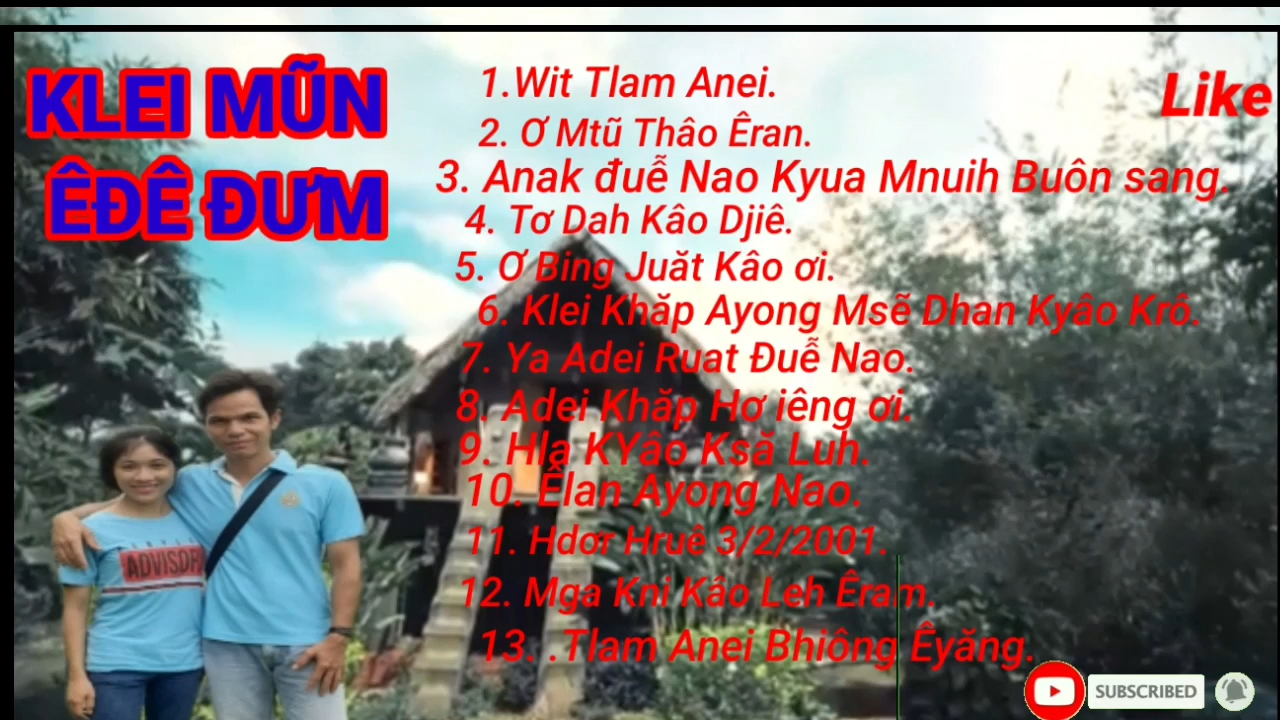 KLEI MŨN
ÊĐÊ ĐƯM
1.Wit Tlam Anei.
2. Ơ Mtũ Thâo Êran.
3. Anak đuễ Nao Kyua Mnuih Buôn sang.
4. Tơ Dah Kâo Djiê.
5. Ơ Bing Juăt Kâo ơi.
6. Klei Khăp Ayong Msẽ Dhan Kyâo Krô.
7. Ya Adei Ruat Đuễ Nao.
8. Adei Khăp Hơ iêng ơi.
9. Hla KYâo Ksă Luh.
10. Êlan Ayong Nao.
11. Hdơr Hruê 3/2/2001.
12. Mga Kni Kâo Leh Êram.
13. .Tlam Anei Bhiông Êyăng.
Like
ADVISOR
SUBSCRIBED